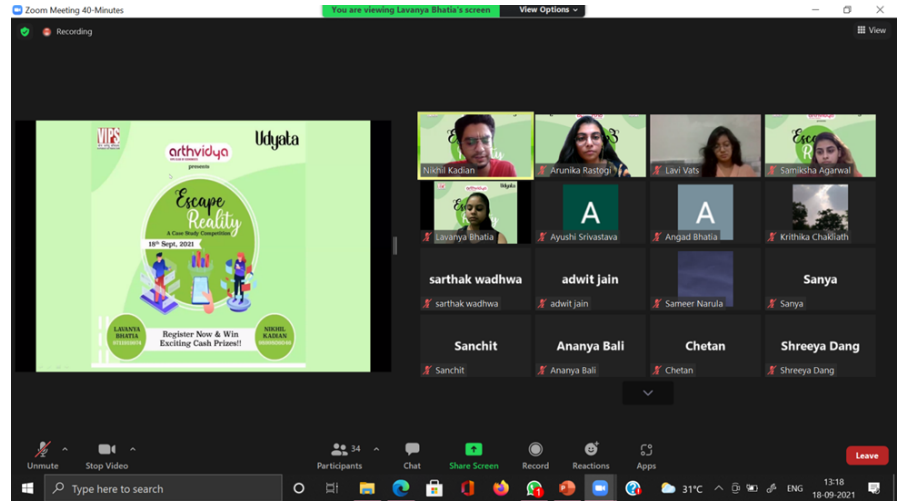 Zoom Meeting 40-Minutes
You are viewing Lavanya Bhatia's screen
View Options
Recording
View
VIPS
Udyata
arthvidya
presents
Escape
Reality
A Case Study Competition
18th Sept, 2021
LAVANYA
BHATIA
Register Now & Win
Exciting Cash Prizes!!
NIKHIL
KADIAN
Nikhil Kadian
Arunika Rastogi
Lavi Vats
Samiksha Agarwal
Lavanya Bhatia
A
Ayushi Srivastava
A
Angad Bhatia
Krithika Chakliath
sarthak wadhwa
sarthak wadhwa
adwit jain
adwit jain
Sameer Narula
Sanya
Sanya
Sanchit
Sanchit
Ananya Bali
Ananya Bali
Chetan
Chetan
Shreeya Dang
Shreeya Dang
Unmute
Stop Video
34
Participants
Chat
Share Screen
Record
Reactions
Apps
Leave
Type here to search
31°C
ENG
13:18
18-09-2021